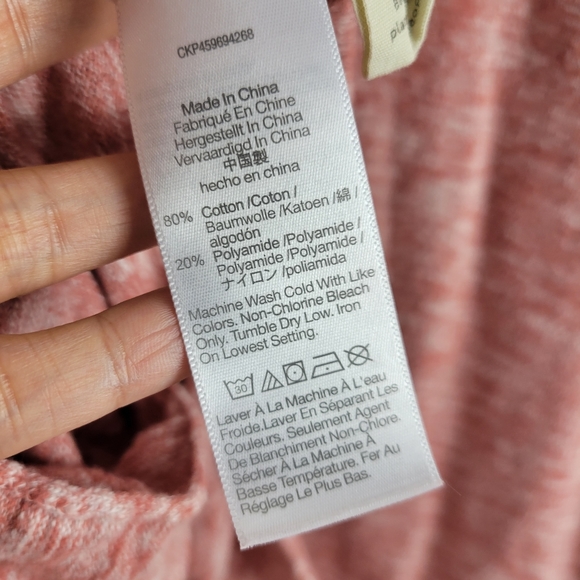 CKP459694268
Made In China
Fabriqué En Chine
Hergestellt In China
Vervaardigd In China
中国製
hecho en china
80% Cotton /Coton /
Baumwolle /Katoen /綿/
algodón
20% Polyamide /Polyamide/
Polyamide /Polyamide /
ナイロン /poliamida
Machine Wash Cold With Like
Colors. Non-Chlorine Bleach
Only. Tumble Dry Low. Iron
On Lowest Setting.
30
Laver À La Machine À L'eau
Froide.Laver En Séparant Les
Couleurs. Seulement Agent
De Blanchiment Non-Chlore.
Sécher À La Machine À
Basse Température. Fer Au
Réglage Le Plus Bas.